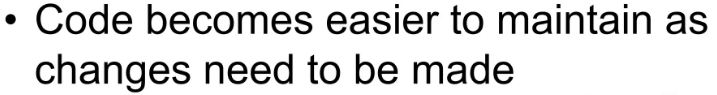 • Code becomes easier to maintain as
changes need to be made